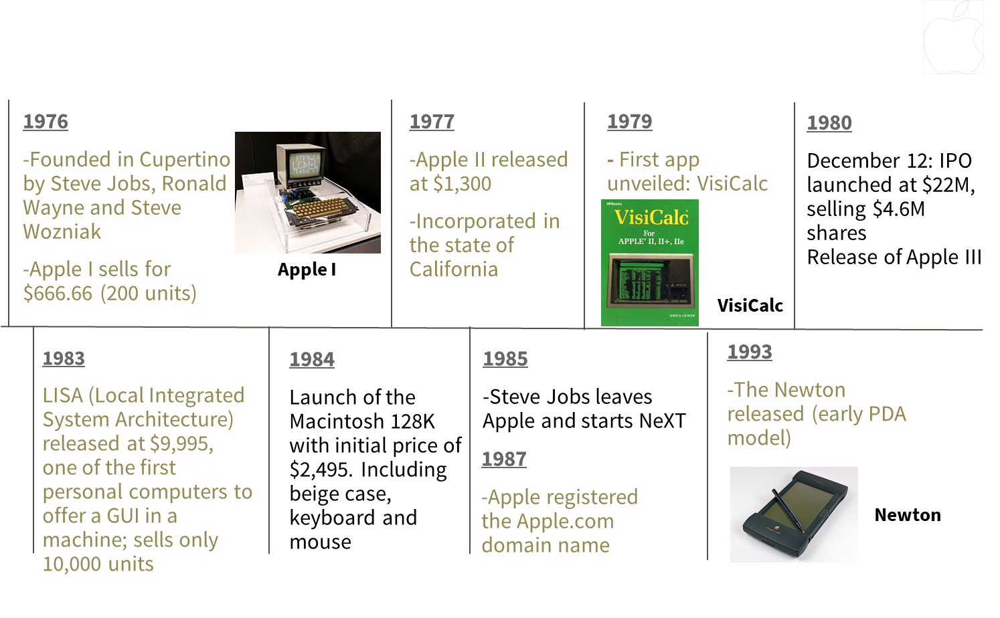 1976
-Founded in Cupertino
by Steve Jobs, Ronald
Wayne and Steve
Wozniak
-Apple I sells for
$666.66 (200 units)
LCM+L
Apple I
1977
-Apple II released
at $1,300
-Incorporated in
the state of
California
1979
- First app
unveiled: VisiCalc
HPBooks
VisiCalc®
For
APPLE® II, II+, IIe
VisiCalc
1980
December 12: IPO
launched at $22M,
selling $4.6M
shares
Release of Apple III
1983
LISA (Local Integrated
System Architecture)
released at $9,995,
one of the first
personal computers to
offer a GUI in a
machine; sells only
10,000 units
1984
Launch of the
Macintosh 128K
with initial price of
$2,495. Including
beige case,
keyboard and
mouse
1985
-Steve Jobs leaves
Apple and starts NeXT
1987
-Apple registered
the Apple.com
domain name
1993
-The Newton
released (early PDA
model)
Newton